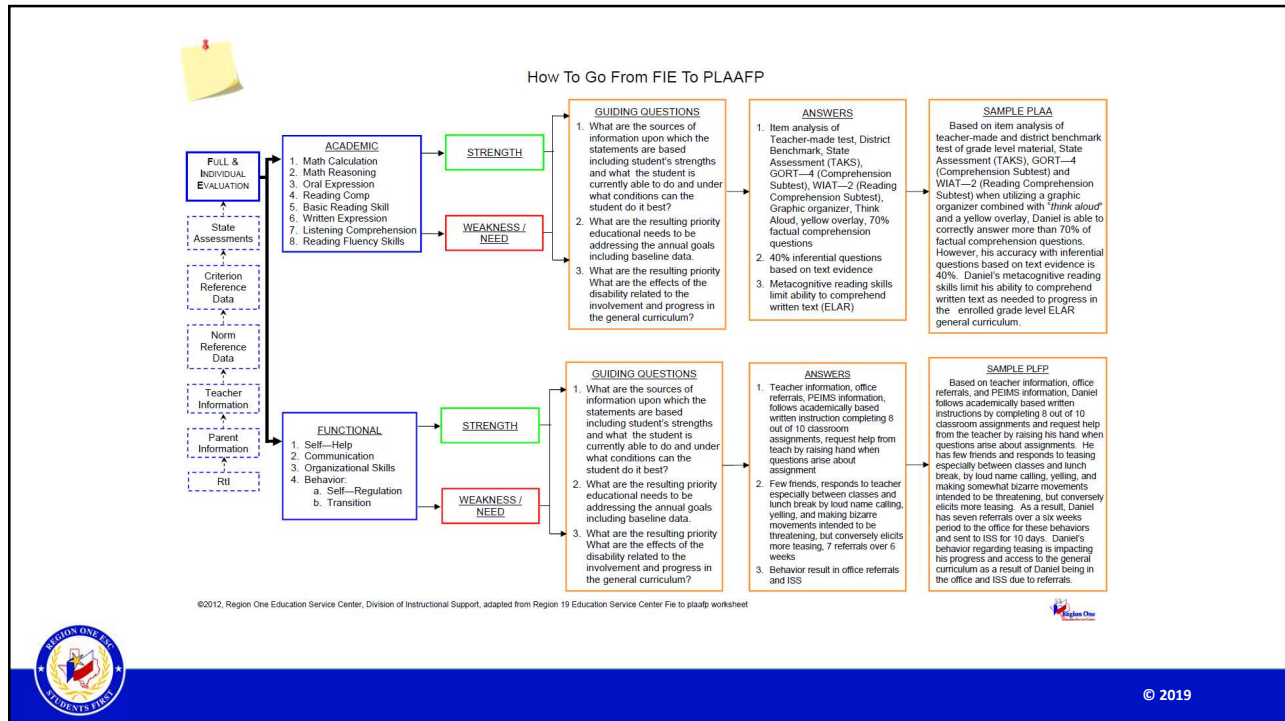 How To Go From FIE To PLAAFP
FULL &
INDIVIDUAL
EVALUATION
State
Assessments
Criterion
Reference
Data
Norm
Reference
Data
Teacher
Information
Parent
Information
RtI
ACADEMIC
1. Math Calculation
2. Math Reasoning
3. Oral Expression
4. Reading Comp
5. Basic Reading Skill
6. Written Expression
7. Listening Comprehension
8. Reading Fluency Skills
STRENGTH
WEAKNESS /
NEED
GUIDING QUESTIONS
1. What are the sources of
information upon which the
statements are based
including student's strengths
and what the student is
currently able to do and under
what conditions can the
student do it best?
2. What are the resulting priority
educational needs to be
addressing the annual goals
including baseline data.
3. What are the resulting priority
What are the effects of the
disability related to the
involvement and progress in
the general curriculum?
ANSWERS
1. Item analysis of
Teacher-made test, District
Benchmark, State
Assessment (TAKS),
GORT—4 (Comprehension
Subtest), WIAT—2 (Reading
Comprehension Subtest),
Graphic organizer, Think
Aloud, yellow overlay, 70%
factual comprehension
questions
2. 40% inferential questions
based on text evidence
3. Metacognitive reading skills
limit ability to comprehend
written text (ELAR)
SAMPLE PLAA
Based on item analysis of
teacher-made and district benchmark
test of grade level material, State
Assessment (TAKS), GORT—4
(Comprehension Subtest) and
WIAT—2 (Reading Comprehension
Subtest) when utilizing a graphic
organizer combined with "think aloud"
and a yellow overlay, Daniel is able to
correctly answer more than 70% of
factual comprehension questions.
However, his accuracy with inferential
questions based on text evidence is
40%. Daniel's metacognitive reading
skills limit his ability to comprehend
written text as needed to progress in
the enrolled grade level ELAR
general curriculum.
FUNCTIONAL
1. Self—Help
2. Communication
3. Organizational Skills
4. Behavior:
a. Self—Regulation
b. Transition
STRENGTH
WEAKNESS /
NEED
GUIDING QUESTIONS
1. What are the sources of
information upon which the
statements are based
including student's strengths
and what the student is
currently able to do and under
what conditions can the
student do it best?
2. What are the resulting priority
educational needs to be
addressing the annual goals
including baseline data.
3. What are the resulting priority
What are the effects of the
disability related to the
involvement and progress in
the general curriculum?
ANSWERS
1. Teacher information, office
referrals, PEIMS information,
follows academically based
written instruction completing 8
out of 10 classroom
assignments, request help from
teach by raising hand when
questions arise about
assignment
2. Few friends, responds to teacher
especially between classes and
lunch break by loud name calling,
yelling, and making bizarre
movements intended to be
threatening, but conversely elicits
more teasing, 7 referrals over 6
weeks
3. Behavior result in office referrals
and ISS
SAMPLE PLFP
Based on teacher information, office
referrals, and PEIMS information, Daniel
follows academically based written
instructions by completing 8 out of 10
classroom assignments and request help
from the teacher by raising his hand when
questions arise about assignments. He
has few friends and responds to teasing
especially between classes and lunch
break, by loud name calling, yelling, and
making somewhat bizarre movements
intended to be threatening, but conversely
elicits more teasing. As a result, Daniel
has seven referrals over a six weeks
period to the office for these behaviors
and sent to ISS for 10 days. Daniel's
behavior regarding teasing is impacting
his progress and access to the general
curriculum as a result of Daniel being in
the office and ISS due to referrals.
©2012, Region One Education Service Center, Division of Instructional Support, adapted from Region 19 Education Service Center Fie to plaafp worksheet
Region One
REGION ONE ESC
STUDENTS FIRST
© 2019